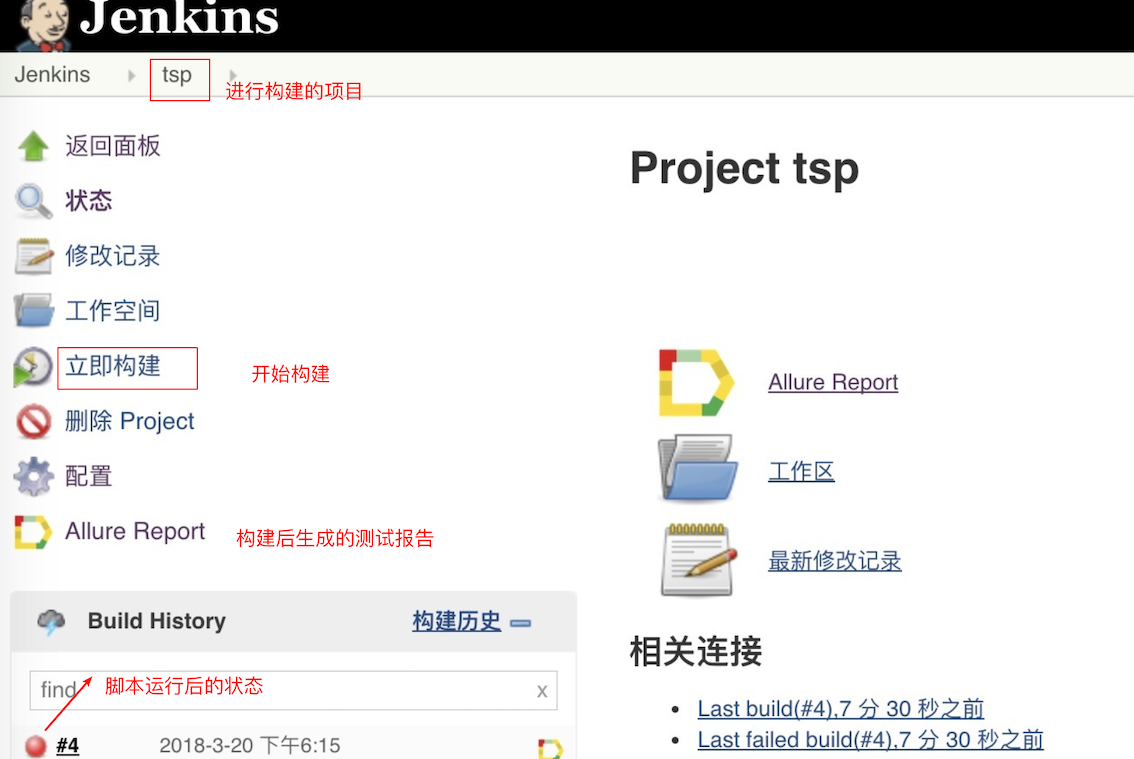 Jenkins
Jenkins
tsp
进行构建的项目
返回面板
状态
修改记录
工作空间
立即构建
开始构建
删除 Project
配置
Allure Report
构建后生成的测试报告
Build History
构建历史
find
x
脚本运行后的状态
#4
2018-3-20 下午6:15
Project tsp
Allure Report
工作区
最新修改记录
相关连接
Last build(#4),7 分 30 秒之前
Last failed build(#4),7 分 30 秒之前